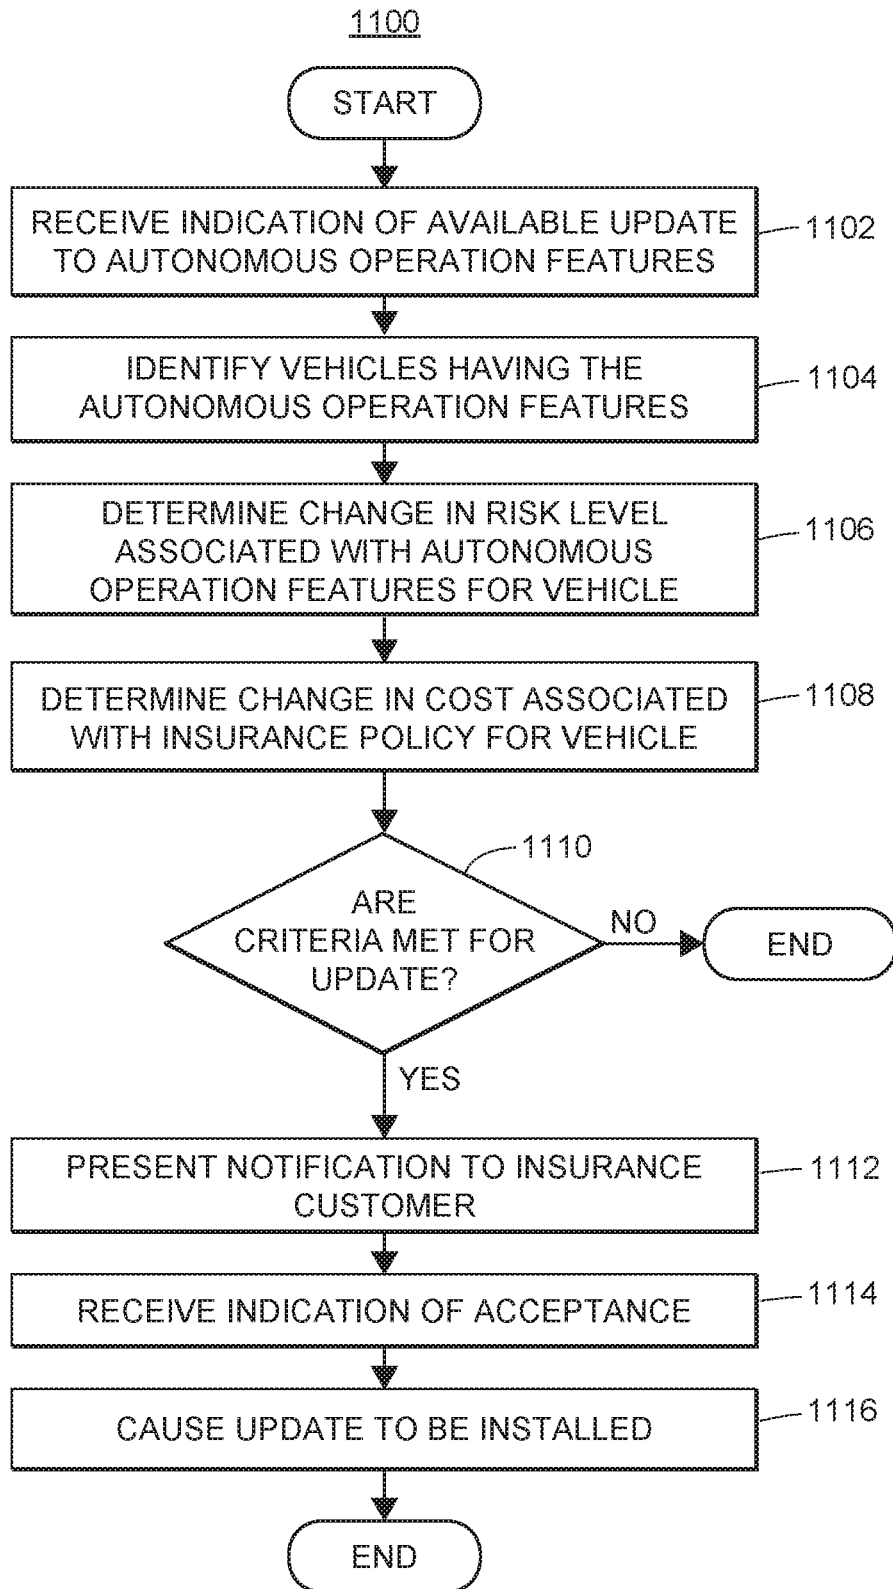 1100
START
RECEIVE INDICATION OF AVAILABLE UPDATE
TO AUTONOMOUS OPERATION FEATURES
1102
IDENTIFY VEHICLES HAVING THE
AUTONOMOUS OPERATION FEATURES
1104
DETERMINE CHANGE IN RISK LEVEL
ASSOCIATED WITH AUTONOMOUS
OPERATION FEATURES FOR VEHICLE
1106
DETERMINE CHANGE IN COST ASSOCIATED
WITH INSURANCE POLICY FOR VEHICLE
1108
1110
ARE
CRITERIA MET FOR
UPDATE?
NO
END
YES
PRESENT NOTIFICATION TO INSURANCE
CUSTOMER
1112
RECEIVE INDICATION OF ACCEPTANCE
1114
CAUSE UPDATE TO BE INSTALLED
1116
END